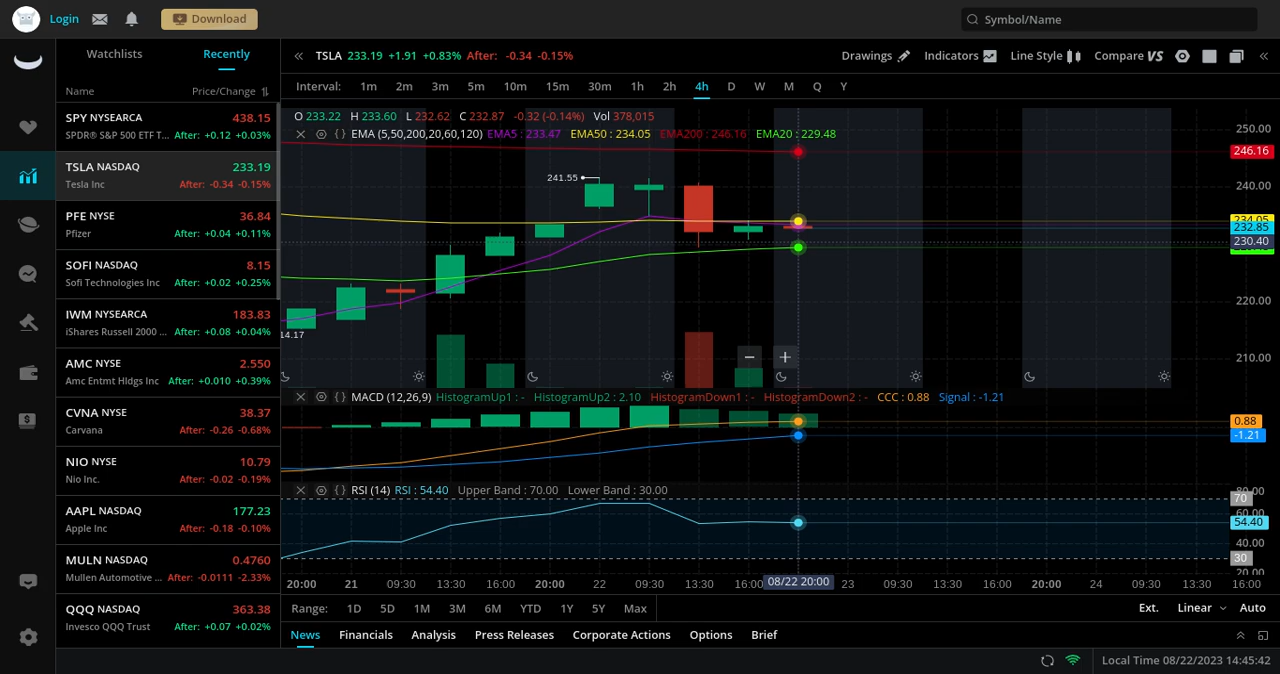 Login Download Symbol/Name
Watchlists Recently
Name Price/Change
SPY NYSEARCA 438.15
SPDR® S&P 500 ETF T... After: +0.12 +0.03%
TSLA NASDAQ 233.19
Tesla Inc After: -0.34 -0.15%
PFE NYSE 36.84
Pfizer After: +0.04 +0.11%
SOFI NASDAQ 8.15
Sofi Technologies Inc After: +0.02 +0.25%
IWM NYSEARCA 183.83
iShares Russell 2000 ... After: +0.08 +0.04%
AMC NYSE 2.550
Amc Entmt Hldgs Inc After: +0.010 +0.39%
CVNA NYSE 38.37
Carvana After: -0.26 -0.68%
NIO NYSE 10.79
Nio Inc. After: -0.02 -0.19%
AAPL NASDAQ 177.23
Apple Inc After: -0.18 -0.10%
MULN NASDAQ 0.4760
Mullen Automotive ... After: -0.0111 -2.33%
QQQ NASDAQ 363.38
Invesco QQQ Trust After: +0.07 +0.02%
TSLA 233.19 +1.91 +0.83% After: -0.34 -0.15% Drawings Indicators Line Style Compare VS
Interval: 1m 2m 3m 5m 10m 15m 30m 1h 2h 4h D W M Q Y
O 233.22 H 233.60 L 232.62 C 232.87 -0.32 (-0.14%) Vol 378,015
EMA (5,50,200,20,60,120) EMA5 : 233.47 EMA50 : 234.05 EMA200 : 246.16 EMA20 : 229.48
250.00
246.16
240.00
234.05
232.85
230.40
220.00
210.00
241.55
14.17
MACD (12,26,9) HistogramUp1 : - HistogramUp2 : 2.10 HistogramDown1 : - HistogramDown2 : - CCC : 0.88 Signal : -1.21
0.88
-1.21
RSI (14) RSI : 54.40 Upper Band : 70.00 Lower Band : 30.00
80.00
70
60.00
54.40
40.00
30
20.00
20:00 21 09:30 13:30 16:00 20:00 22 09:30 13:30 16:00 08/22 20:00 23 09:30 13:30 16:00 20:00 24 09:30 13:30 16:00
Range: 1D 5D 1M 3M 6M YTD 1Y 5Y Max Ext. Linear Auto
News Financials Analysis Press Releases Corporate Actions Options Brief
Local Time 08/22/2023 14:45:42